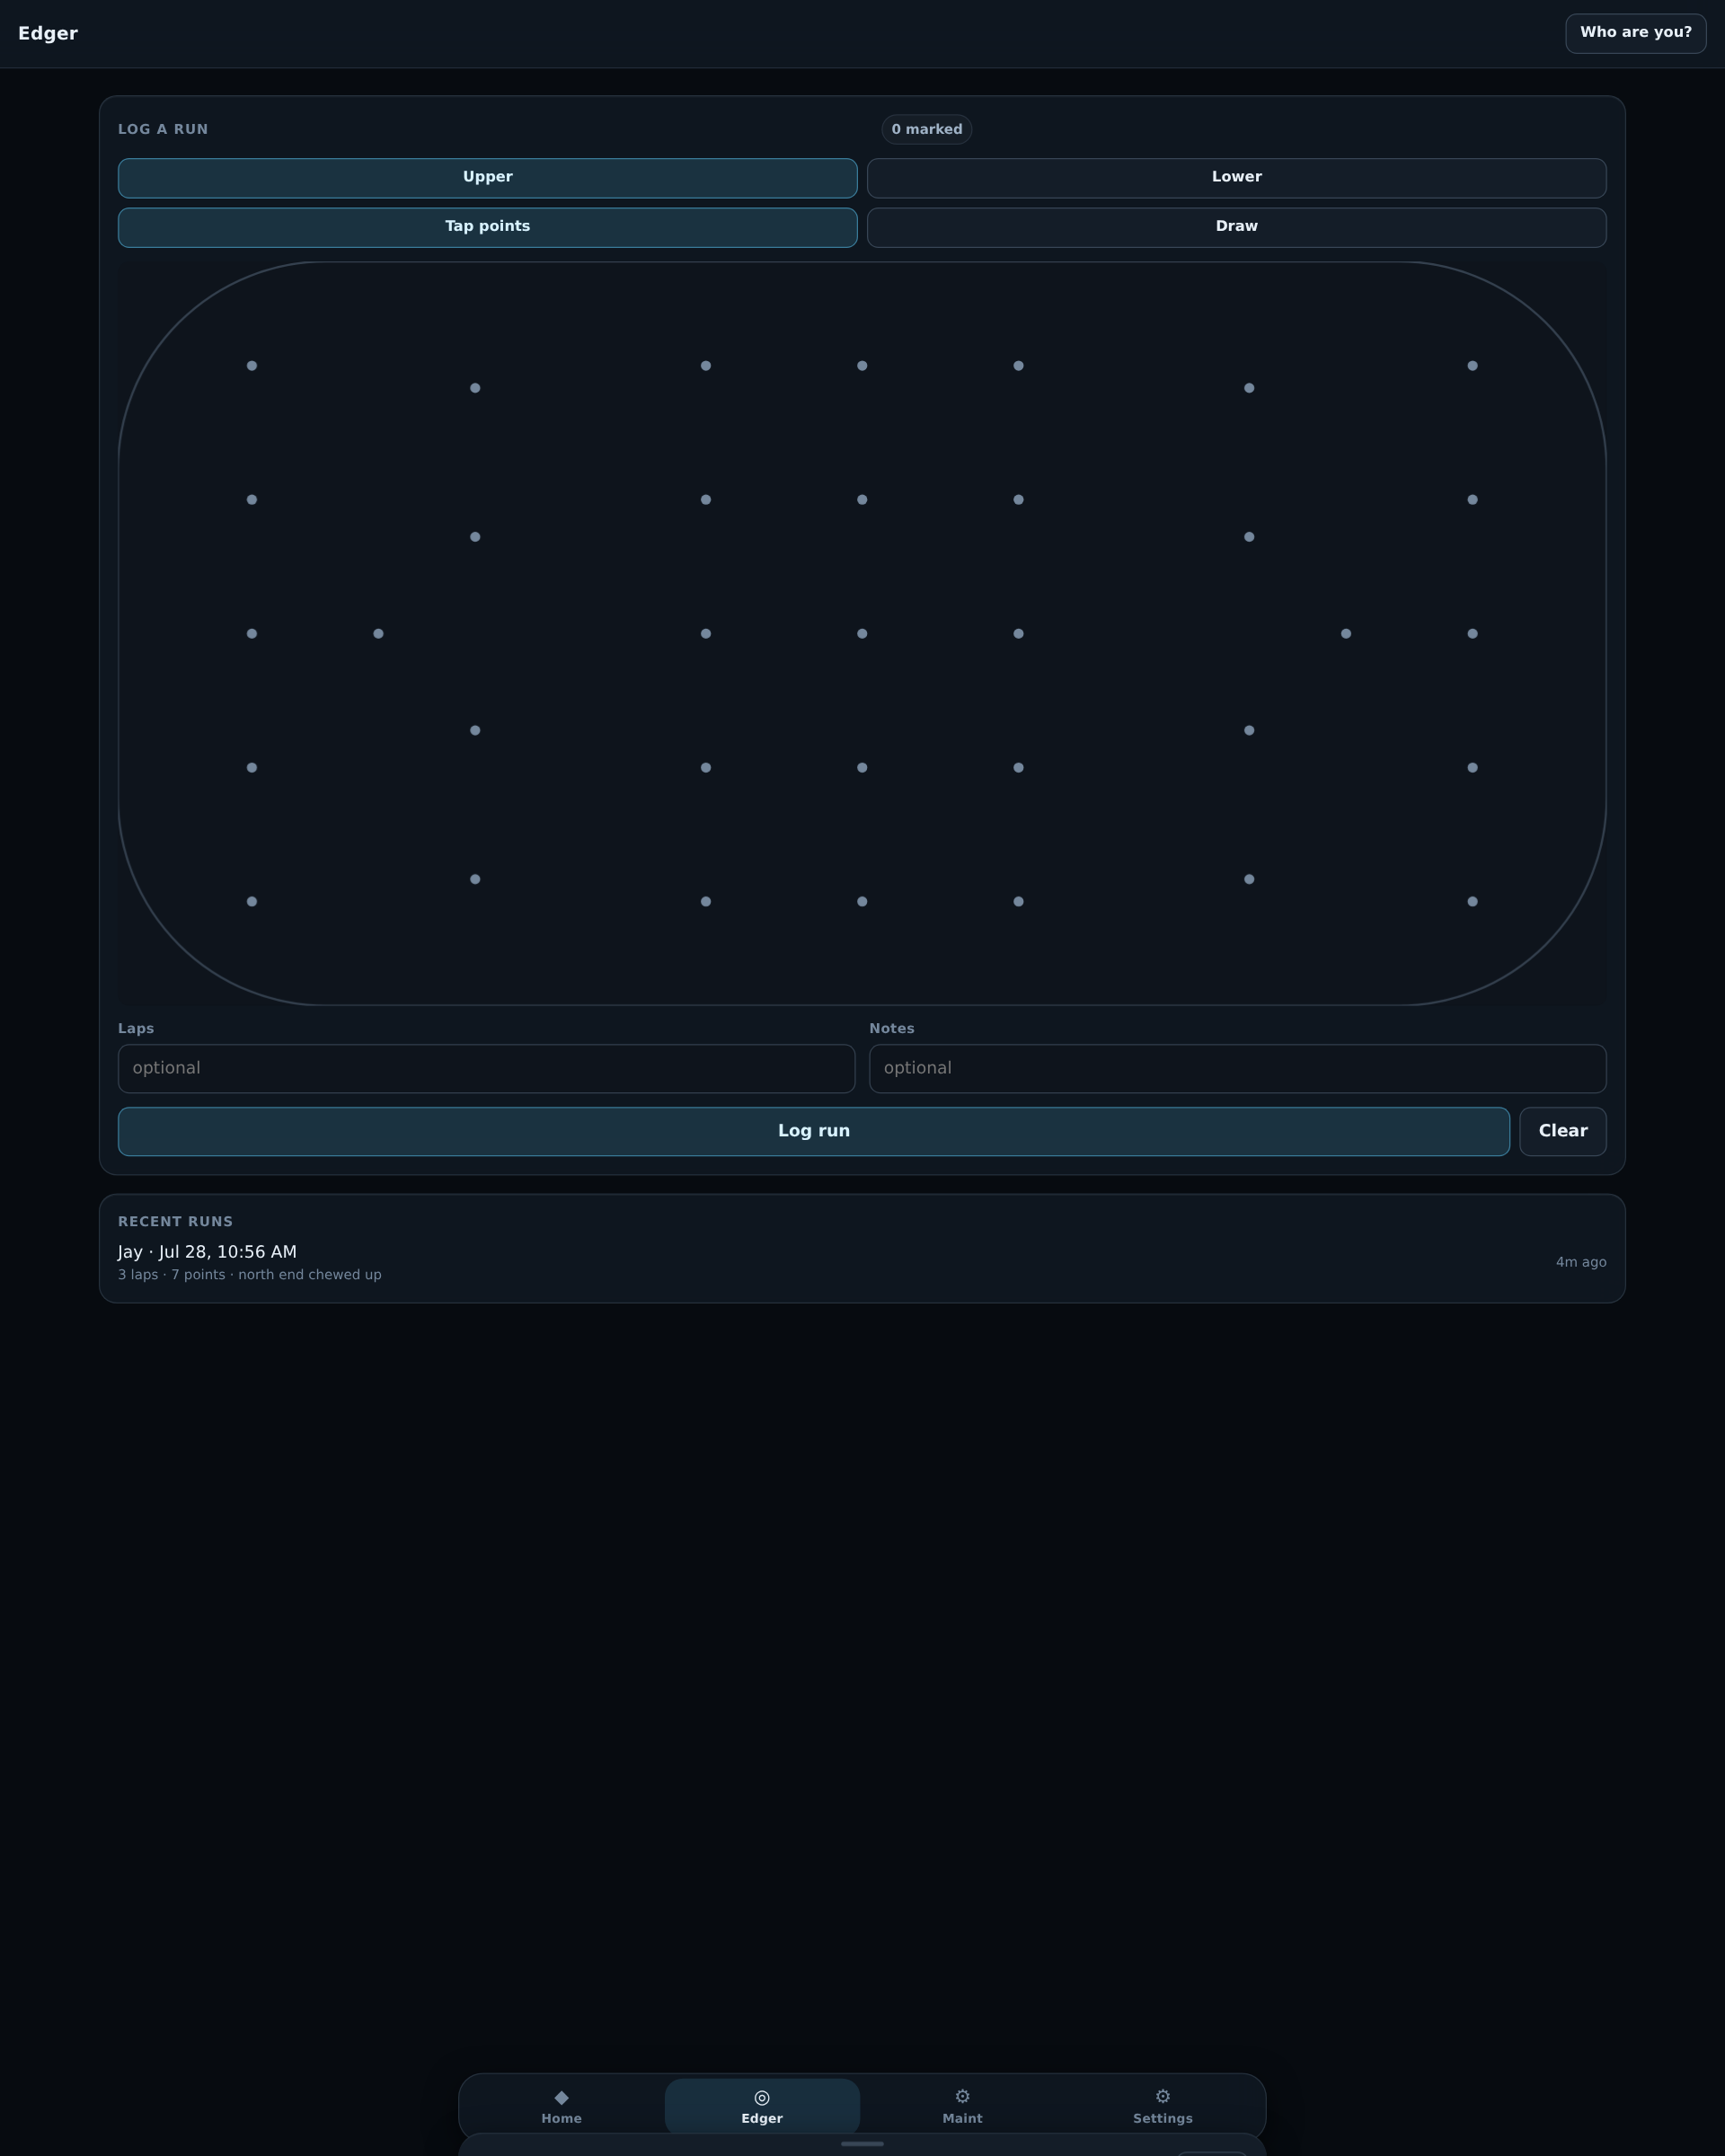 Edger
Who are you?
LOG A RUN
0 marked
Upper
Lower
Tap points
Draw
Laps
Notes
optional
optional
Log run
Clear
RECENT RUNS
Jay · Jul 28, 10:56 AM
3 laps · 7 points · north end chewed up
4m ago
Home
Edger
Maint
Settings